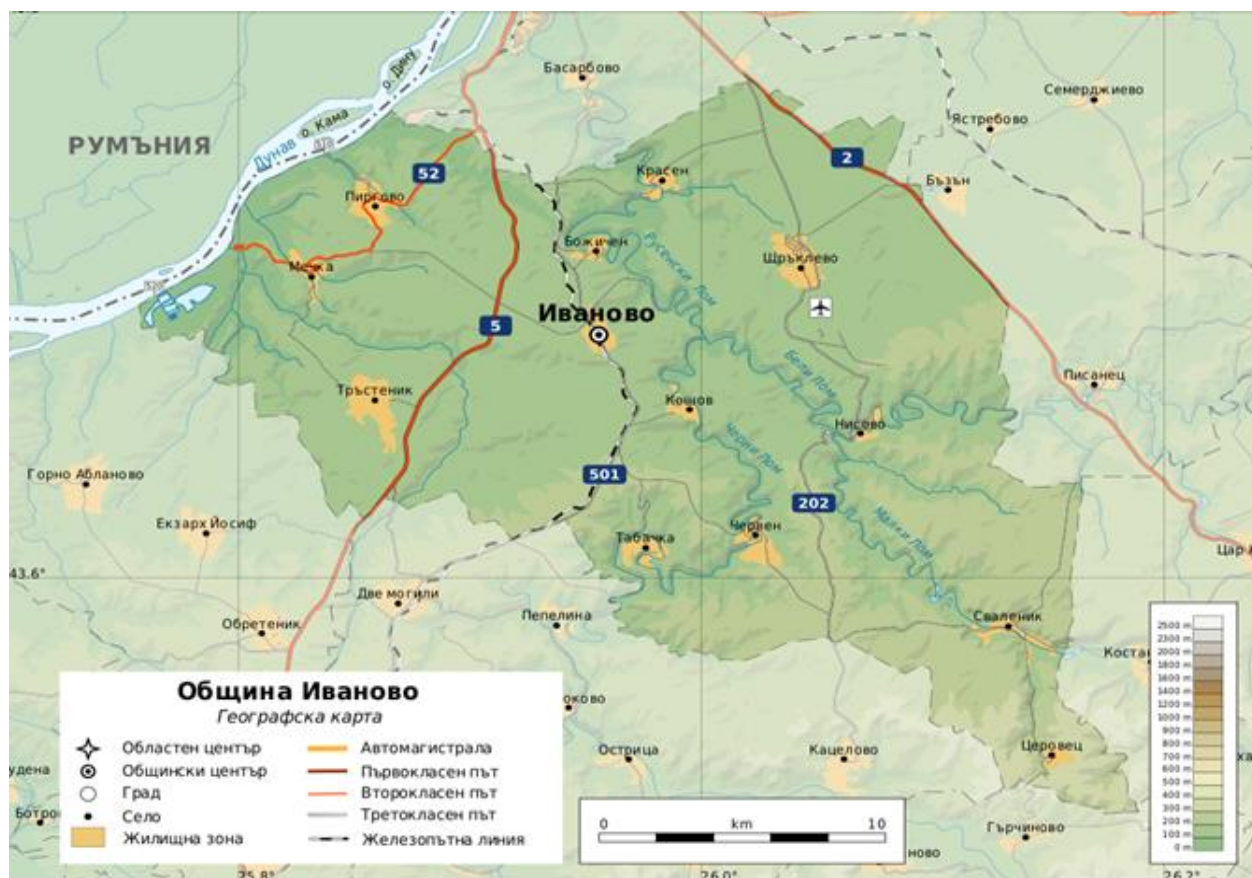 о. Дину
Басарбово
Семерджиево
о. Кама
РУМЪНИЯ
Дунав
Ястребово
2
52
Красен
Бъзън
Пиргово
Божичен
Русенски Лом
Щръклево
Мечка
Иваново
5
Бели Лом
Писанец
Тръстеник
Кошов
Нисово
Черни Лом
Горно Абланово
501
202
Екзарх Йосиф
Червен
Малки Лом
Табачка
Цар
43.6°
Две могили
Пепелина
Сваленик
Обретеник
Острица
Кацелово
Церовец
Гърчиново
Община Иваново
Географска карта
Областен център
Общински център
Град
Село
Жилищна зона
Автомагистрала
Първокласен път
Второкласен път
Третокласен път
Железопътна линия
0 km 10
2500 m
2300 m
2000 m
1800 m
1600 m
1400 m
1200 m
1000 m
900 m
800 m
700 m
600 m
500 m
400 m
300 m
200 m
100 m
0 m
25.8°
26.0°
26.2°